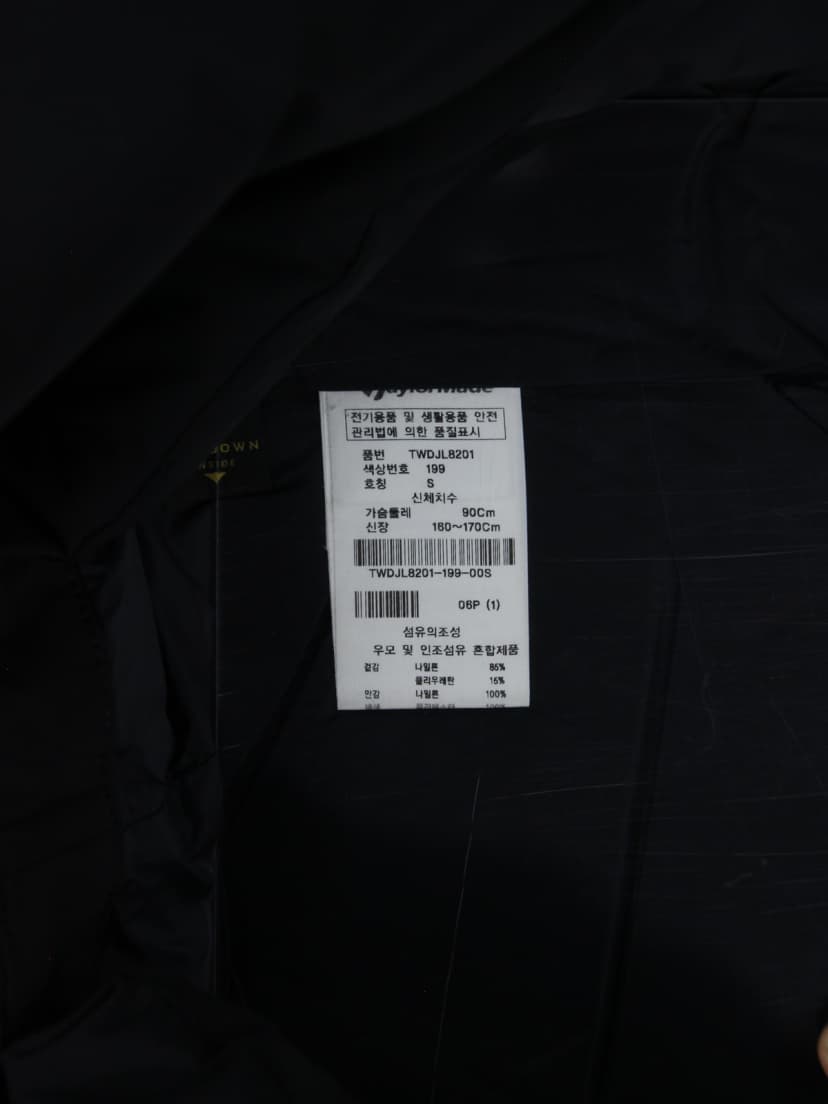 TaylorMade
전기용품 및 생활용품 안전
관리법에 의한 품질표시
OWN
NSIDE
품번 TWDJL8201
색상번호 199
호칭 S
신체치수
가슴둘레 90Cm
신장 160~170Cm
TWDJL8201-199-00S
06P (1)
섬유의조성
우모 및 인조섬유 혼합제품
겉감 나일론 85%
폴리우레탄 15%
안감 나일론 100%